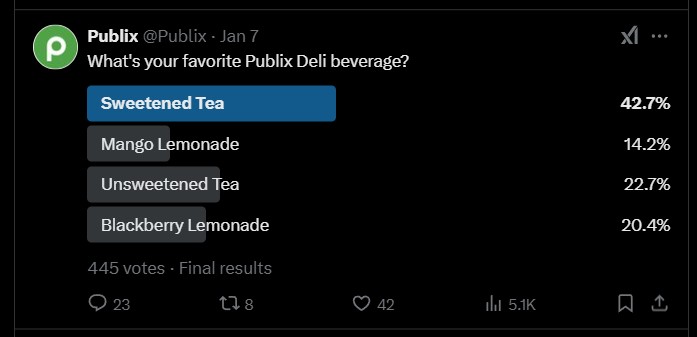 Publix @Publix · Jan 7
What's your favorite Publix Deli beverage?
Sweetened Tea 42.7%
Mango Lemonade 14.2%
Unsweetened Tea 22.7%
Blackberry Lemonade 20.4%
445 votes · Final results
23 8 42 5.1K